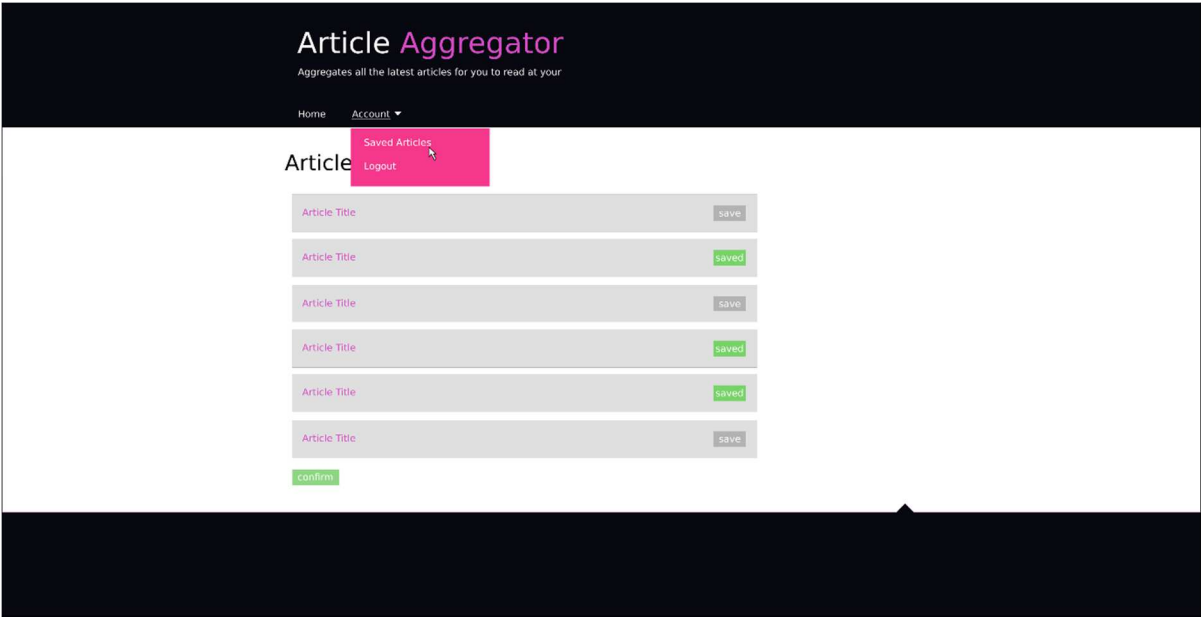 Article Aggregator
Aggregates all the latest articles for you to read at your
Home Account
Saved Articles
Article
Logout
Article Title save
Article Title saved
Article Title save
Article Title saved
Article Title saved
Article Title save
confirm